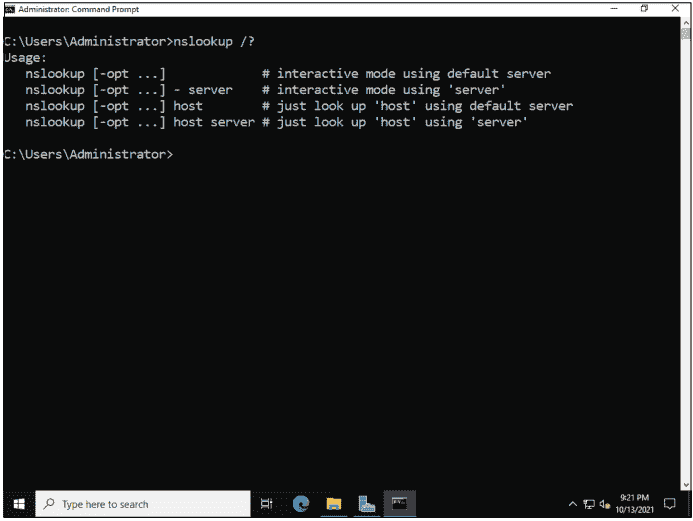 Administrator: Command Prompt
C:\Users\Administrator>nslookup /?
Usage:
   nslookup [-opt ...]             # interactive mode using default server
   nslookup [-opt ...] - server    # interactive mode using 'server'
   nslookup [-opt ...] host        # just look up 'host' using default server
   nslookup [-opt ...] host server # just look up 'host' using 'server'
C:\Users\Administrator>
Type here to search
9:21 PM
10/13/2021